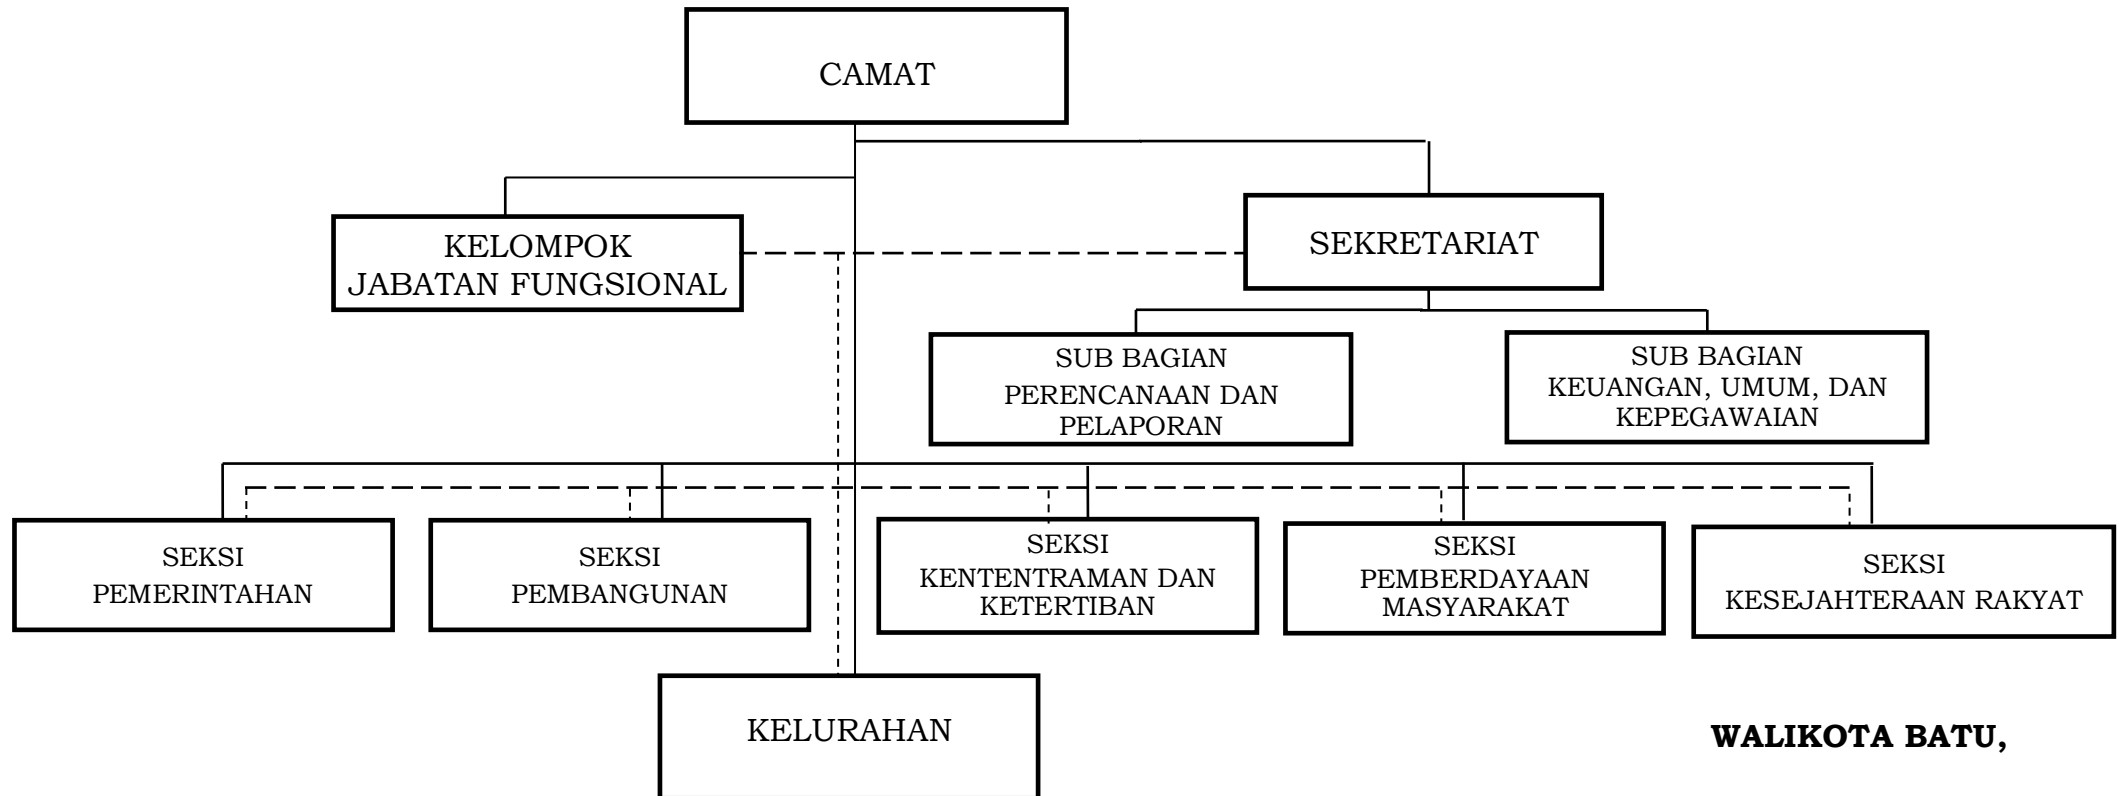 CAMAT
KELOMPOK
JABATAN FUNGSIONAL
SEKRETARIAT
SUB BAGIAN
PERENCANAAN DAN
PELAPORAN
SUB BAGIAN
KEUANGAN, UMUM, DAN
KEPEGAWAIAN
SEKSI
PEMERINTAHAN
SEKSI
PEMBANGUNAN
SEKSI
KENTENTRAMAN DAN
KETERTIBAN
SEKSI
PEMBERDAYAAN
MASYARAKAT
SEKSI
KESEJAHTERAAN RAKYAT
KELURAHAN
WALIKOTA BATU,